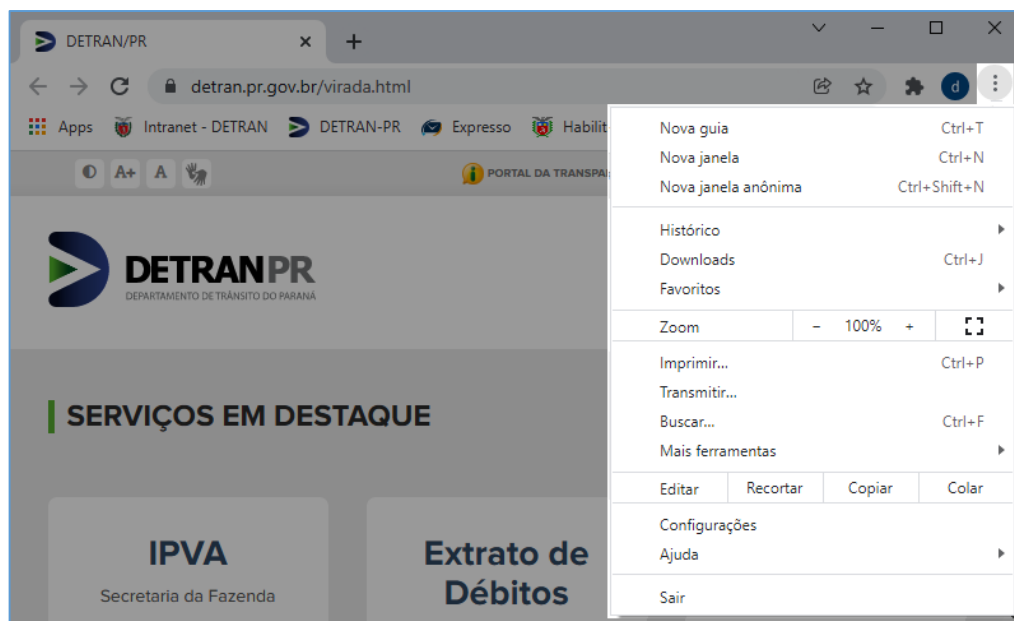 DETRAN/PR
detran.pr.gov.br/virada.html
d
Apps Intranet - DETRAN DETRAN-PR Expresso Habilit
A+ A PORTAL DA TRANSPA
DETRANPR
DEPARTAMENTO DE TRÂNSITO DO PARANÁ
SERVIÇOS EM DESTAQUE
IPVA
Secretaria da Fazenda
Extrato de
Débitos
Nova guia Ctrl+T
Nova janela Ctrl+N
Nova janela anônima Ctrl+Shift+N
Histórico
Downloads Ctrl+J
Favoritos
Zoom - 100% +
Imprimir... Ctrl+P
Transmitir...
Buscar... Ctrl+F
Mais ferramentas
Editar Recortar Copiar Colar
Configurações
Ajuda
Sair